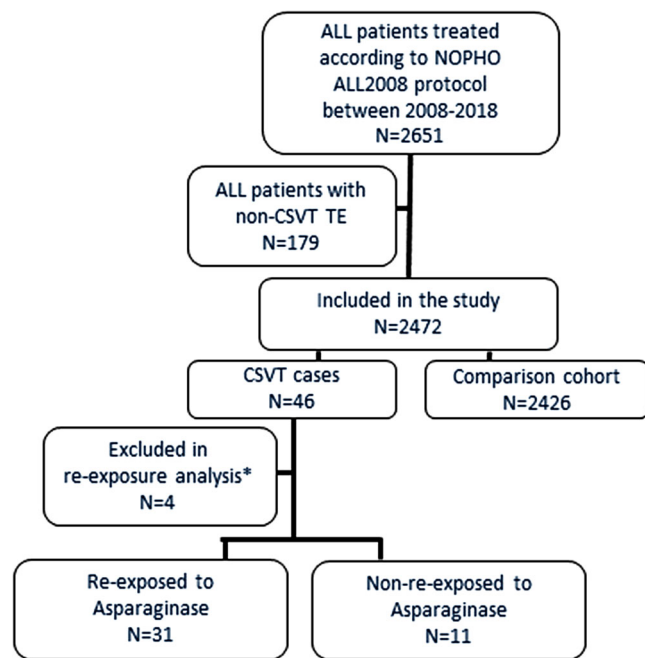 ALL patients treated
according to NOPHO
ALL2008 protocol
between 2008-2018
N=2651
ALL patients with
non-CSVT TE
N=179
Included in the study
N=2472
CSVT cases
N=46
Comparison cohort
N=2426
Excluded in
re-exposure analysis*
N=4
Re-exposed to
Asparaginase
N=31
Non-re-exposed to
Asparaginase
N=11